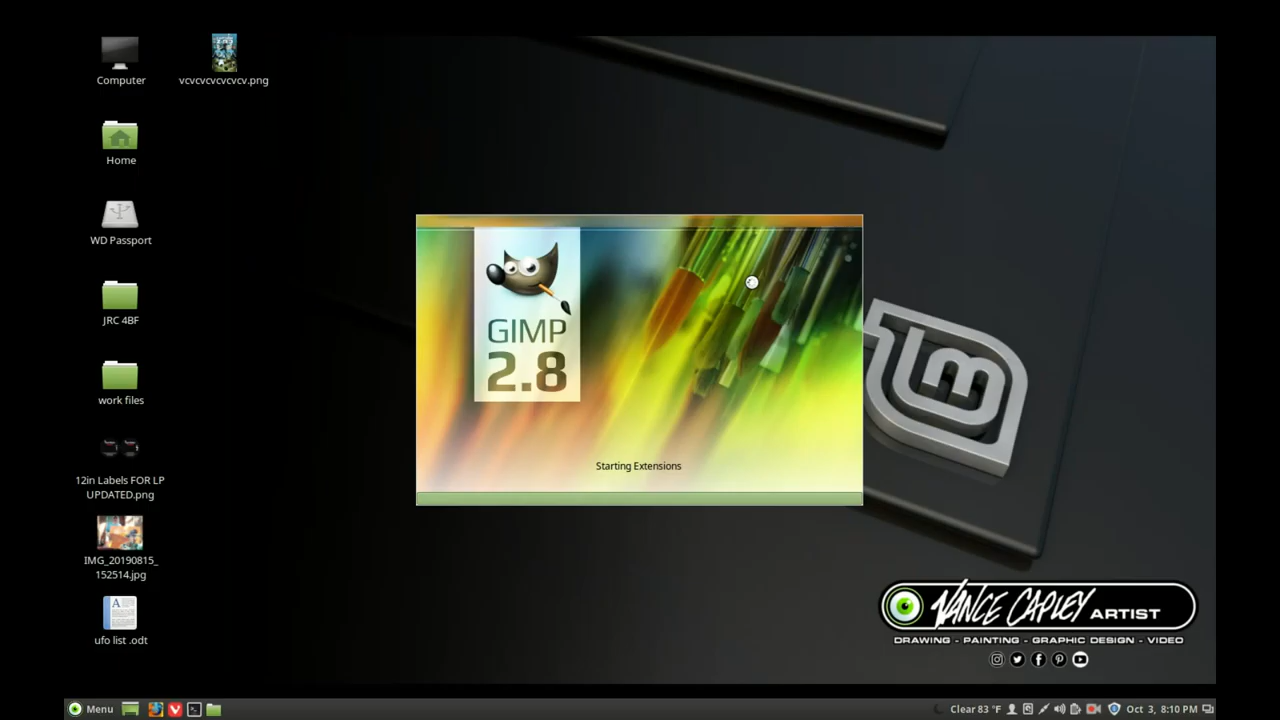 Computer
vcvcvcvcvcvcv.png
Home
WD Passport
JRC 4BF
work files
12in Labels FOR LP
UPDATED.png
IMG_20190815_
152514.jpg
ufo list .odt
GIMP
2.8
Starting Extensions
VANCE CAPLEY ARTIST
DRAWING - PAINTING - GRAPHIC DESIGN - VIDEO
Menu
Clear 83 °F
Oct 3, 8:10 PM